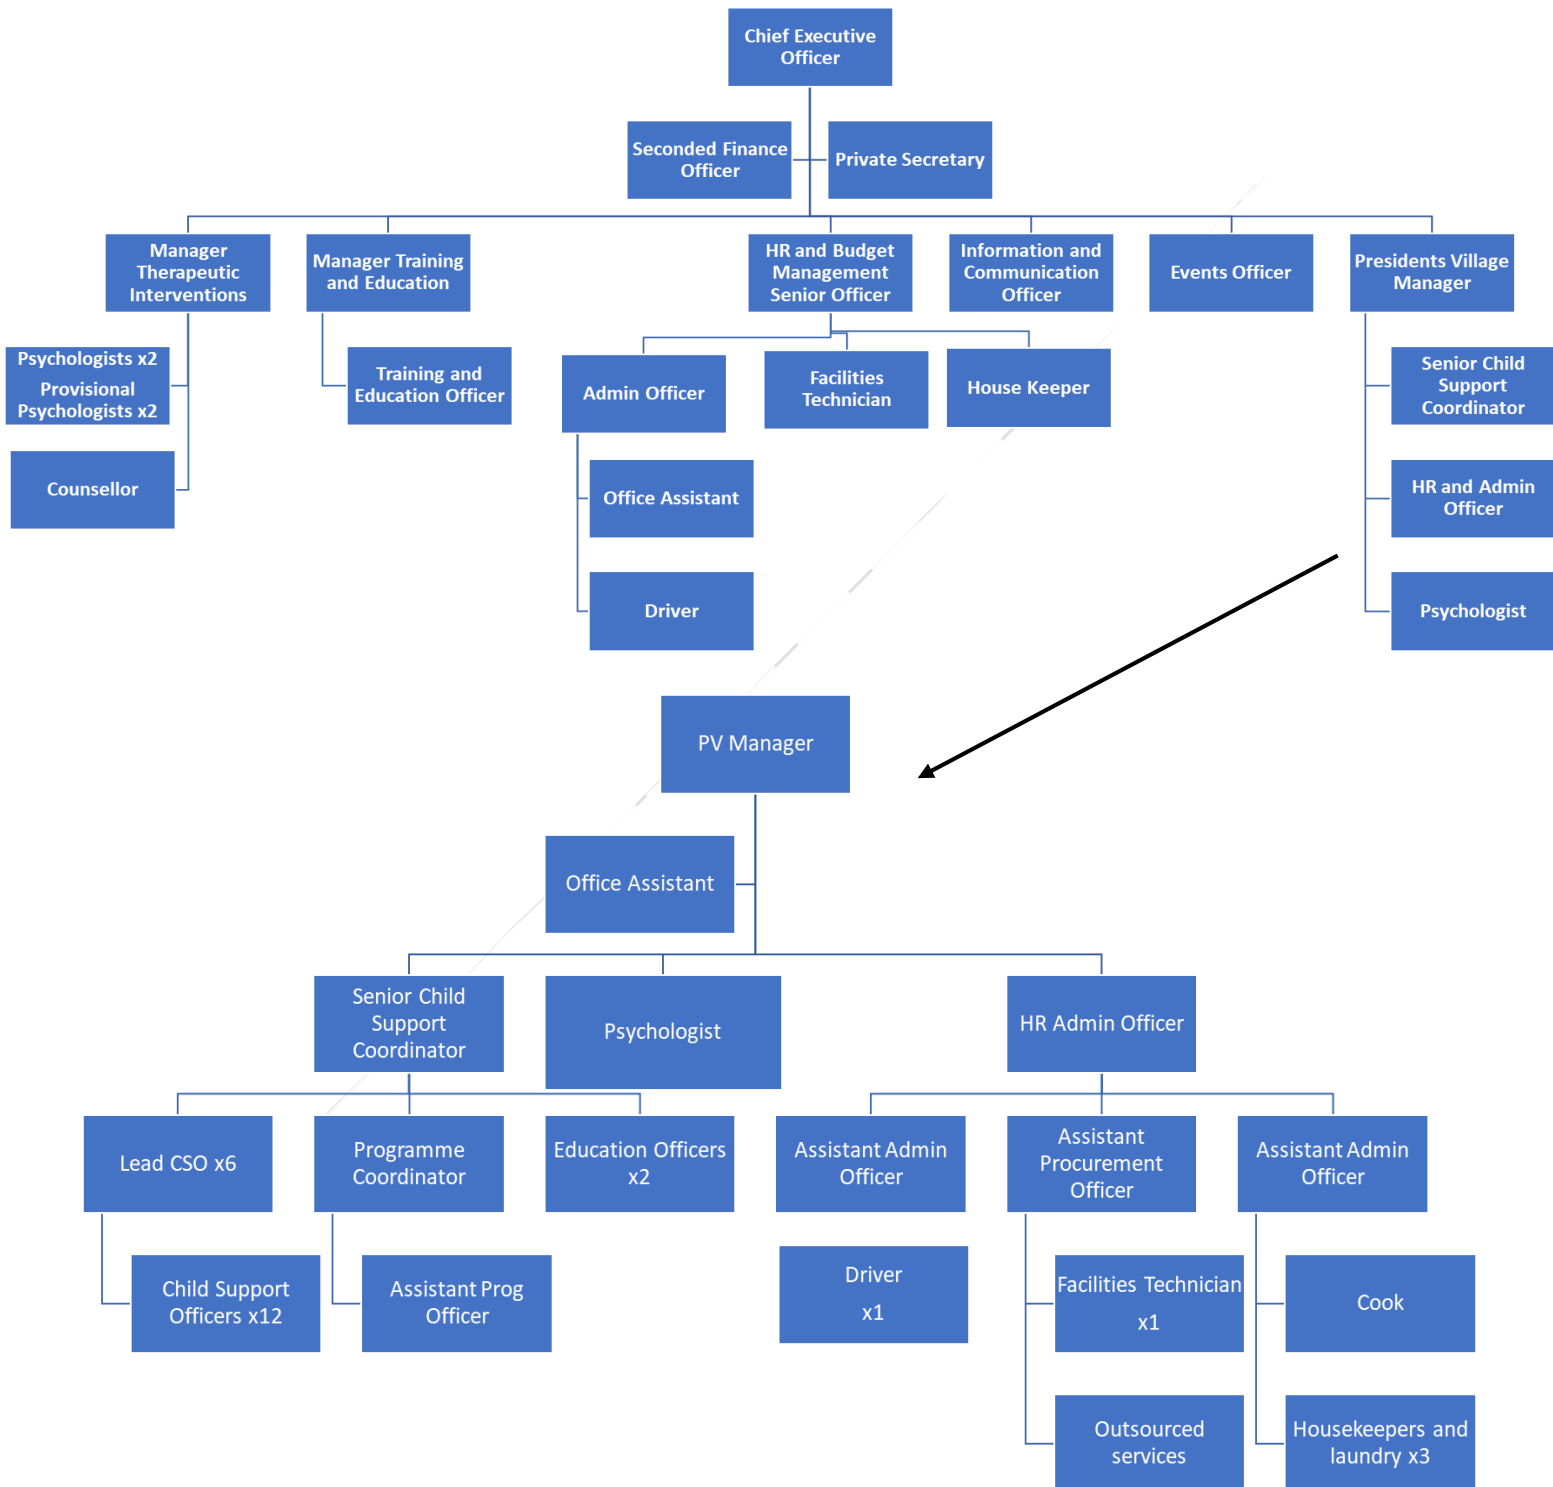 Chief Executive
Officer
Seconded Finance
Officer
Private Secretary
Manager
Therapeutic
Interventions
Manager Training
and Education
HR and Budget
Management
Senior Officer
Information and
Communication
Officer
Events Officer
Presidents Village
Manager
Psychologists x2
Provisional
Psychologists x2
Counsellor
Training and
Education Officer
Admin Officer
Facilities
Technician
House Keeper
Office Assistant
Driver
Senior Child
Support
Coordinator
HR and Admin
Officer
Psychologist
PV Manager
Office Assistant
Senior Child
Support
Coordinator
Psychologist
HR Admin Officer
Lead CSO x6
Programme
Coordinator
Education Officers
x2
Assistant Admin
Officer
Assistant
Procurement
Officer
Assistant Admin
Officer
Child Support
Officers x12
Assistant Prog
Officer
Driver
x1
Facilities Technician
x1
Cook
Outsourced
services
Housekeepers and
laundry x3